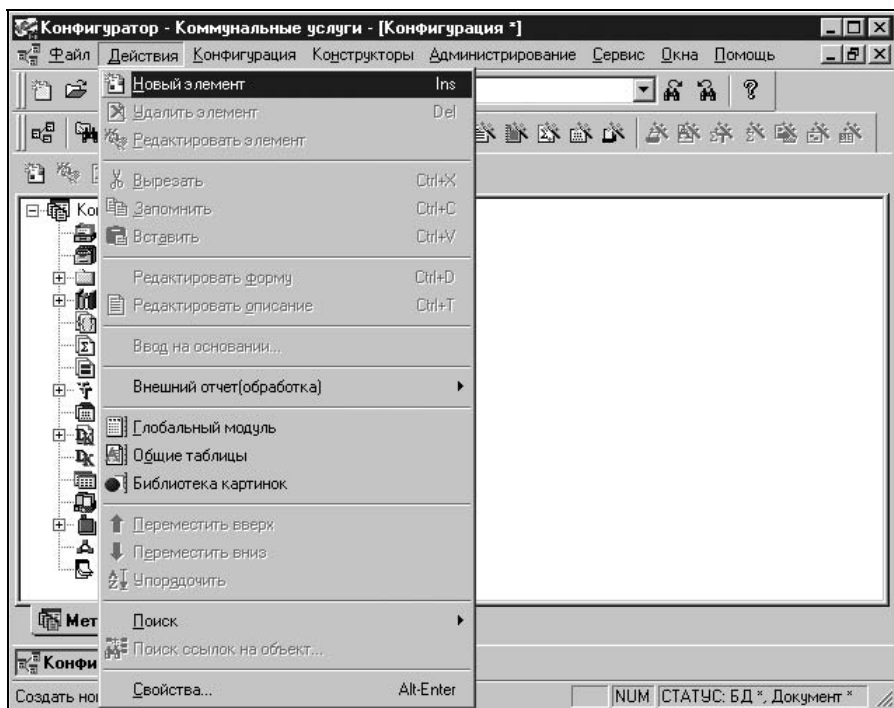 Конфигуратор - Коммунальные услуги - [Конфигурация *]
Файл Действия Конфигурация Конструкторы Администрирование Сервис Окна Помощь
Новый элемент Ins
Удалить элемент Del
Редактировать элемент
Вырезать Ctrl+X
Запомнить Ctrl+C
Вставить Ctrl+V
Редактировать форму Ctrl+D
Редактировать описание Ctrl+T
Ввод на основании...
Внешний отчет(обработка)
Глобальный модуль
Общие таблицы
Библиотека картинок
Переместить вверх
Переместить вниз
Упорядочить
Поиск
Поиск ссылок на объект...
Свойства... Alt-Enter
Мет
Конфи
Создать но NUM СТАТУС: БД *, Документ *